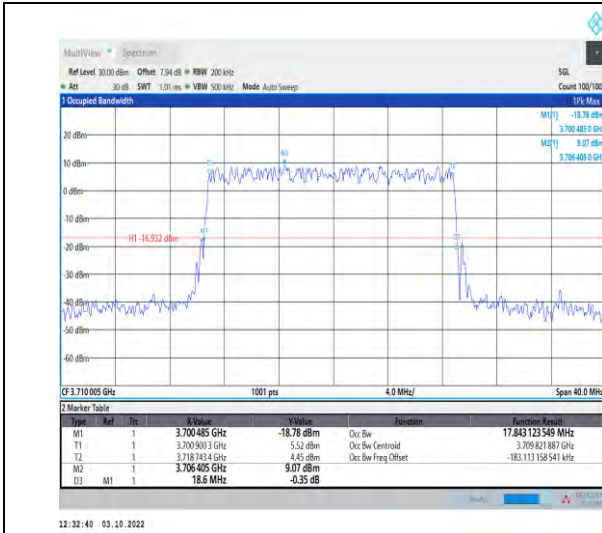 MultiView Spectrum
Ref Level 30.00 dBm Offset 7.94 dB RBW 200 kHz SGL
Att 30 dB SWT 1.01 ms VBW 500 kHz Mode Auto Sweep Count 100/100
1 Occupied Bandwidth 1Pk Max
M1[1] -18.78 dBm
3.700 485 0 GHz
M2[1] 9.07 dBm
3.706 405 0 GHz
20 dBm
M2
10 dBm
T1 T2
0 dBm
-10 dBm
M1 D3
H1 -16.932 dBm
-20 dBm
-30 dBm
-40 dBm
-50 dBm
-60 dBm
CF 3.710 005 GHz 1001 pts 4.0 MHz/ Span 40.0 MHz
2 Marker Table
Type Ref Trc X-Value Y-Value Function Function Result
M1 1 3.700 485 GHz -18.78 dBm Occ Bw 17.843 123 549 MHz
T1 1 3.700 900 3 GHz 5.52 dBm Occ Bw Centroid 3.709 821 887 GHz
T2 1 3.718 743 4 GHz 4.45 dBm Occ Bw Freq Offset -183.113 158 541 kHz
M2 1 3.706 405 GHz 9.07 dBm
D3 M1 1 18.6 MHz -0.35 dB
12:32:40 03.10.2022